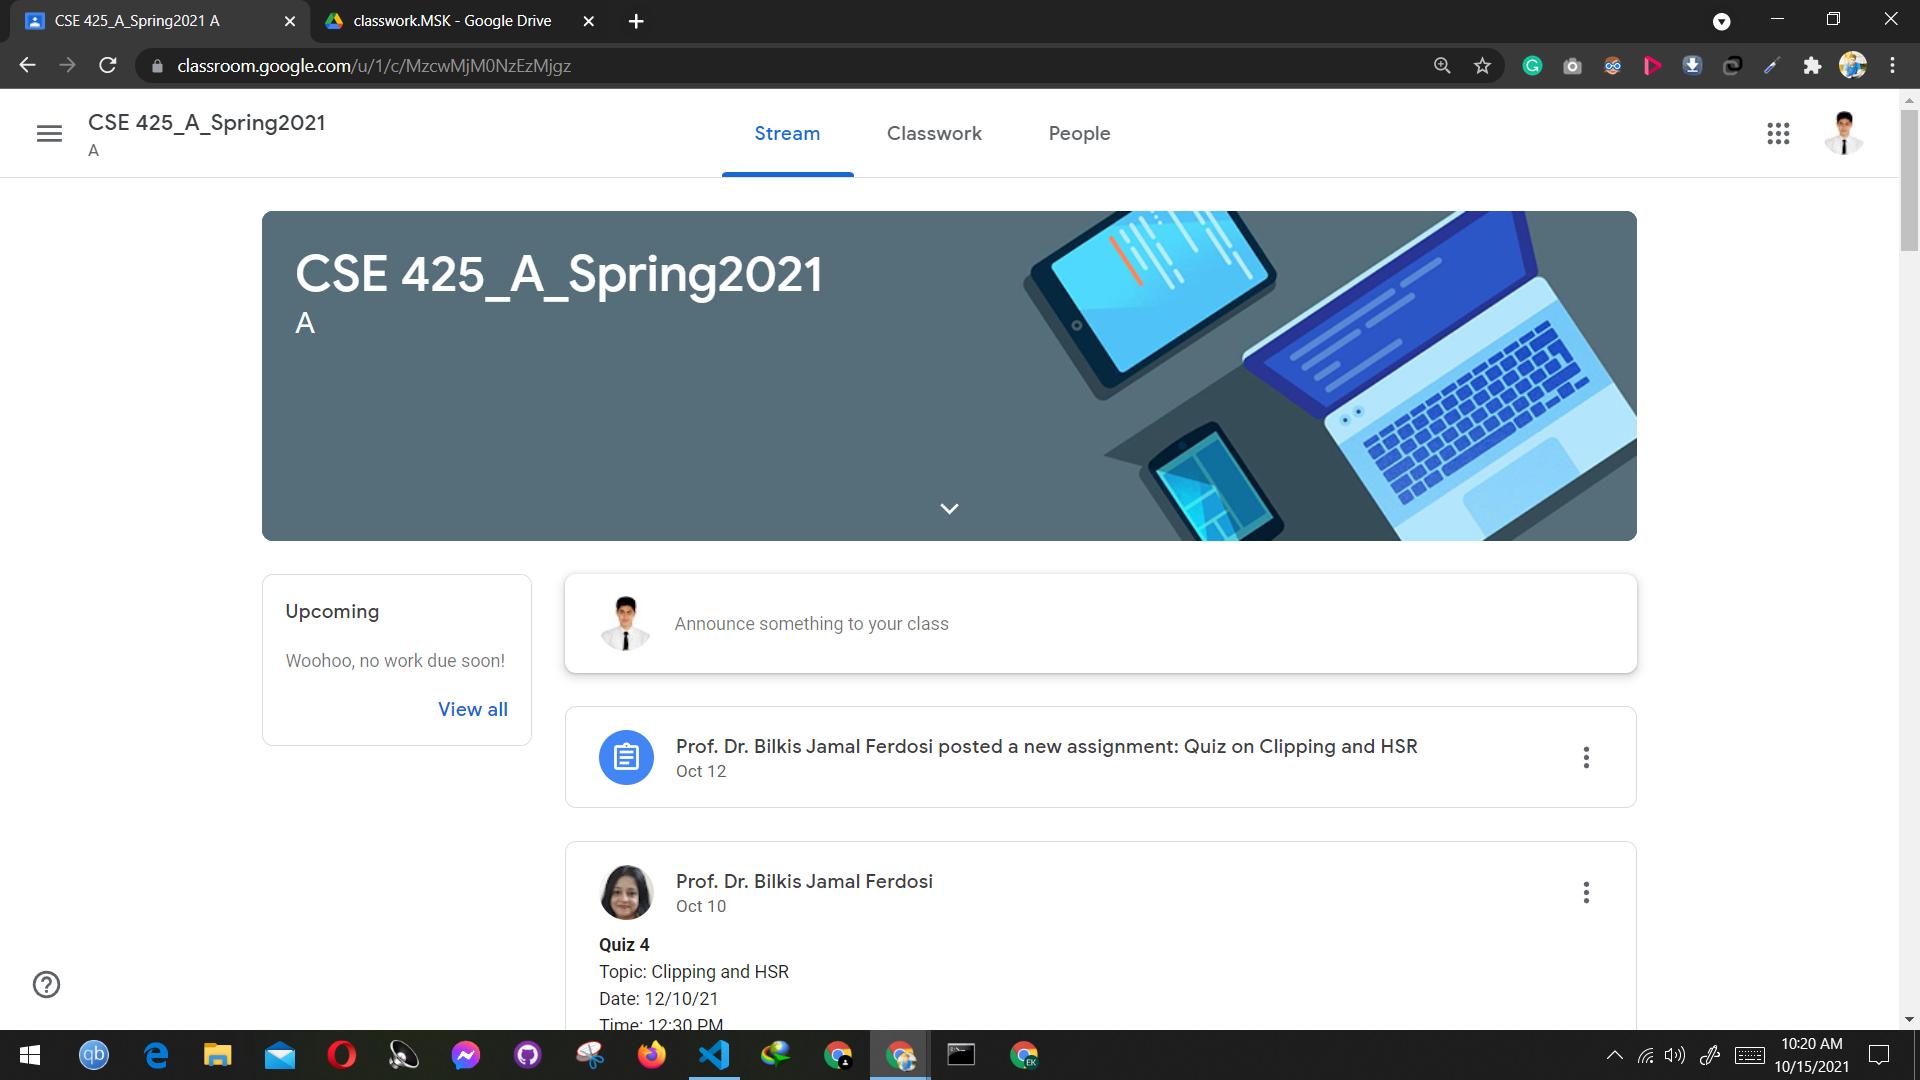 CSE 425_A_Spring2021 A
classwork.MSK - Google Drive
classroom.google.com/u/1/c/MzcwMjM0NzEzMjgz
CSE 425_A_Spring2021
A
Stream
Classwork
People
CSE 425_A_Spring2021
A
Upcoming
Woohoo, no work due soon!
View all
Announce something to your class
Prof. Dr. Bilkis Jamal Ferdosi posted a new assignment: Quiz on Clipping and HSR
Oct 12
Prof. Dr. Bilkis Jamal Ferdosi
Oct 10
Quiz 4
Topic: Clipping and HSR
Date: 12/10/21
Time: 12:30 PM
qb
EK
10:20 AM
10/15/2021